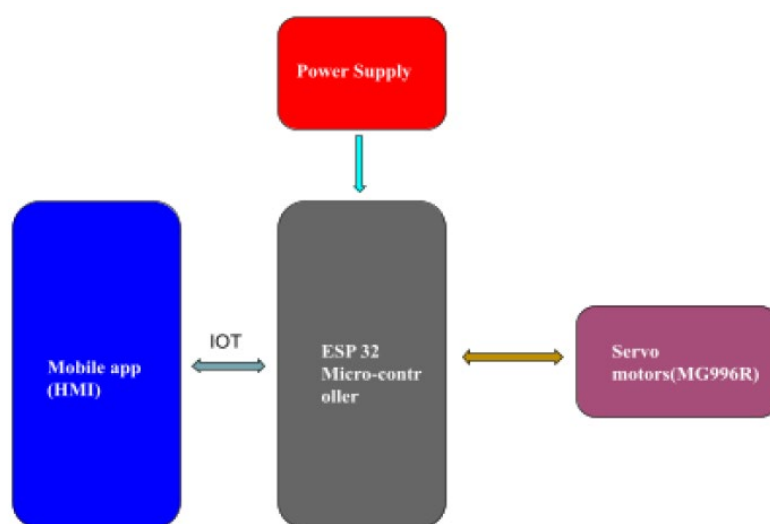 Power Supply
IOT
Mobile app
(HMI)
ESP 32
Micro-contr
oller
Servo
motors(MG996R)